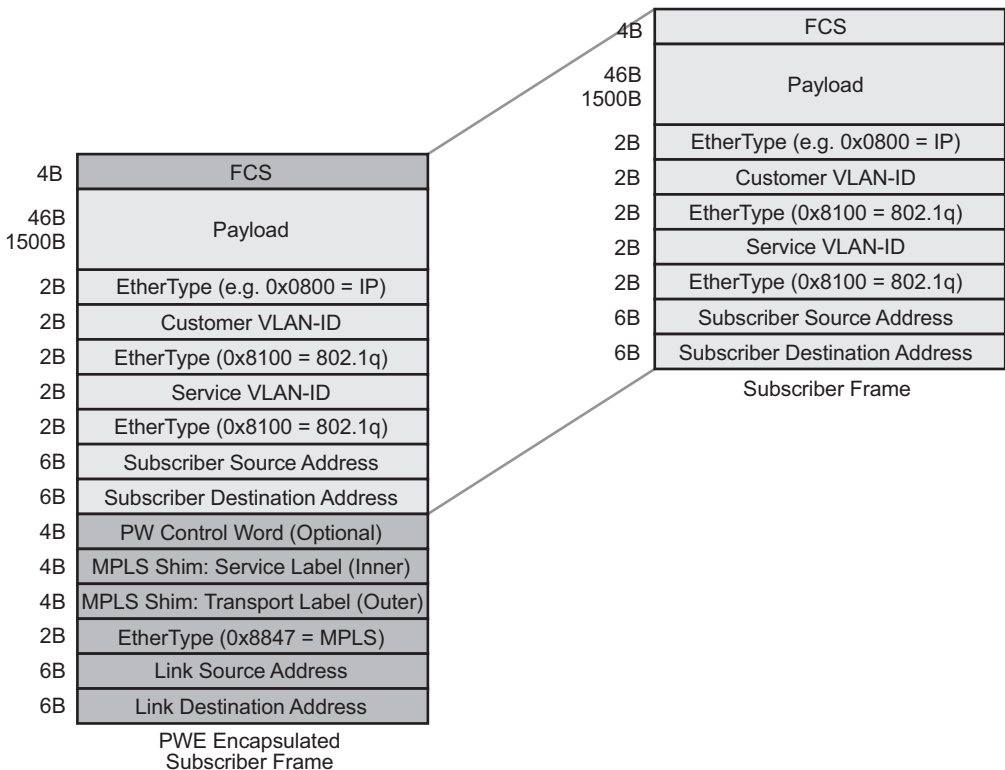 4B FCS
46B
1500B Payload
2B EtherType (e.g. 0x0800 = IP)
2B Customer VLAN-ID
2B EtherType (0x8100 = 802.1q)
2B Service VLAN-ID
2B EtherType (0x8100 = 802.1q)
6B Subscriber Source Address
6B Subscriber Destination Address
4B PW Control Word (Optional)
4B MPLS Shim: Service Label (Inner)
4B MPLS Shim: Transport Label (Outer)
2B EtherType (0x8847 = MPLS)
6B Link Source Address
6B Link Destination Address
PWE Encapsulated
Subscriber Frame
4B FCS
46B
1500B Payload
2B EtherType (e.g. 0x0800 = IP)
2B Customer VLAN-ID
2B EtherType (0x8100 = 802.1q)
2B Service VLAN-ID
2B EtherType (0x8100 = 802.1q)
6B Subscriber Source Address
6B Subscriber Destination Address
Subscriber Frame